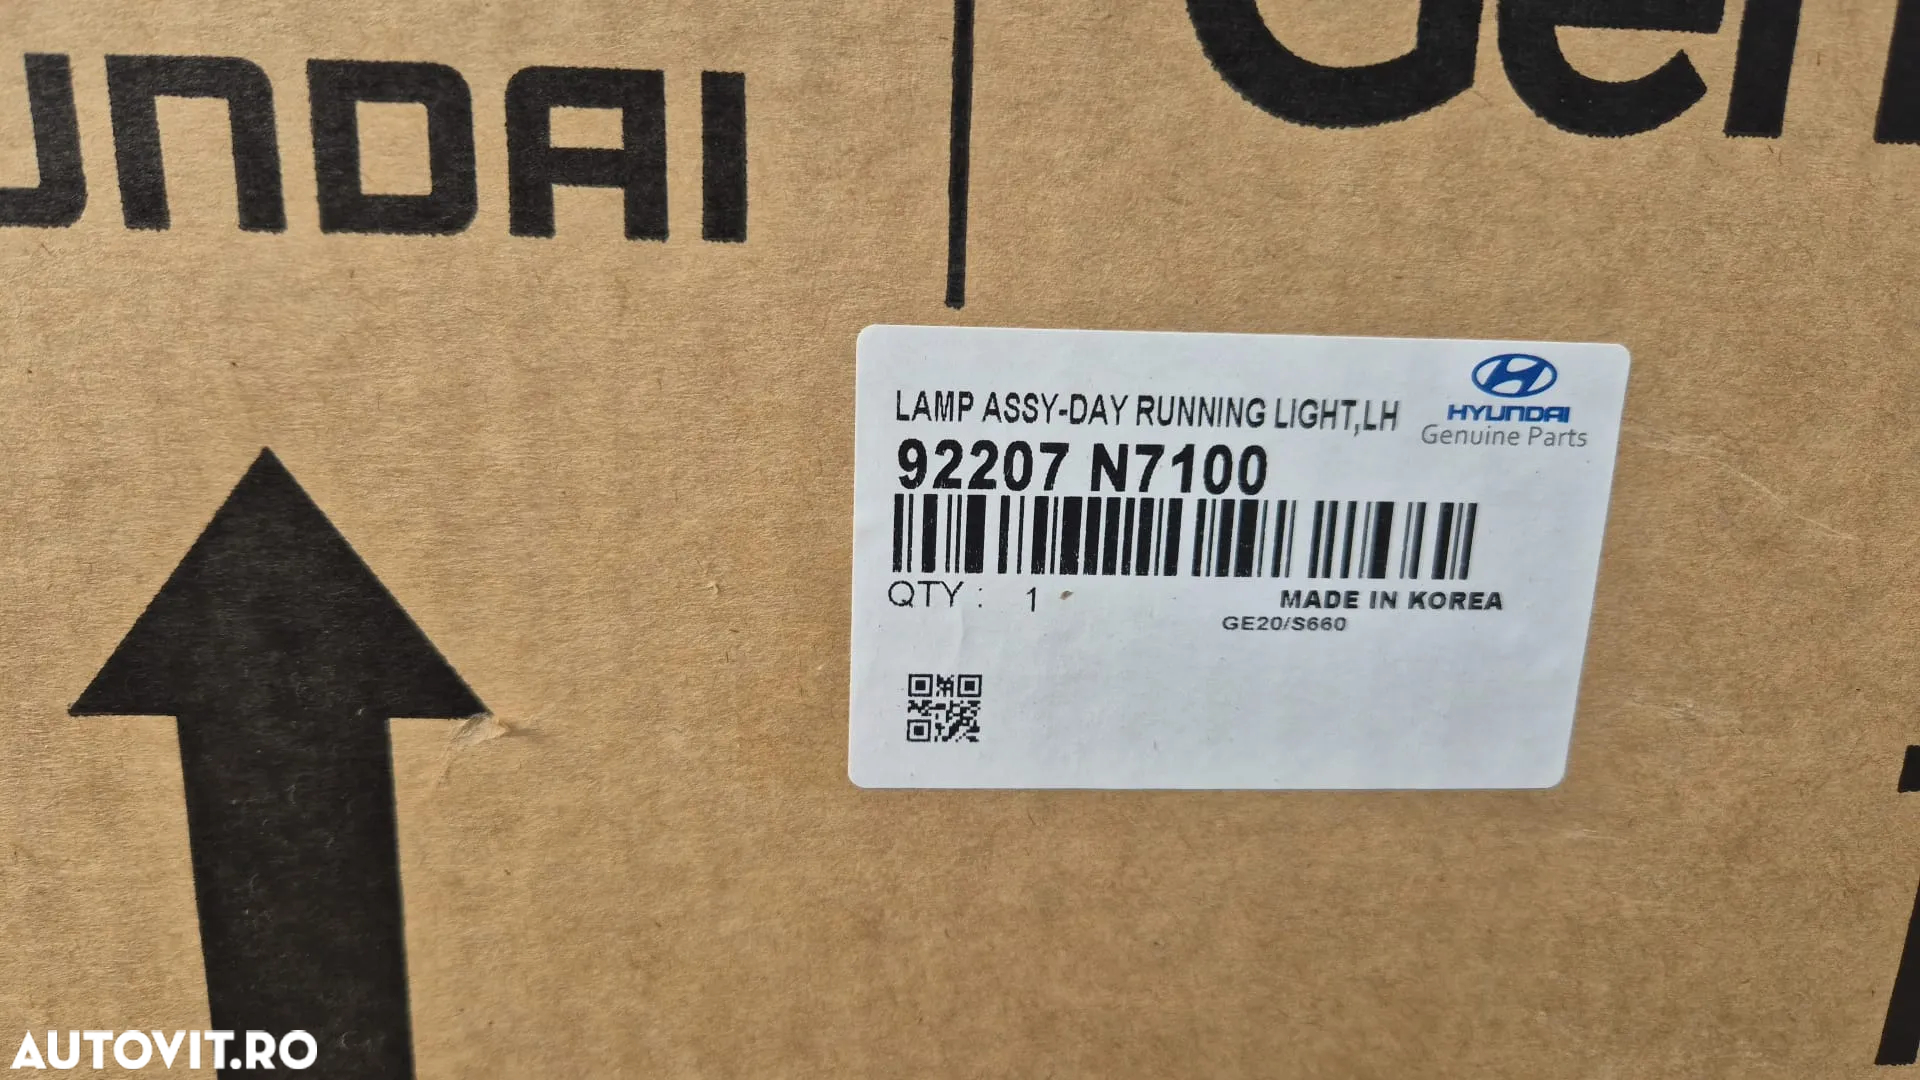 UNDAI
Gen
LAMP ASSY-DAY RUNNING LIGHT,LH
HYUNDAI
Genuine Parts
92207 N7100
QTY : 1
MADE IN KOREA
GE20/S660
AUTOVIT.RO